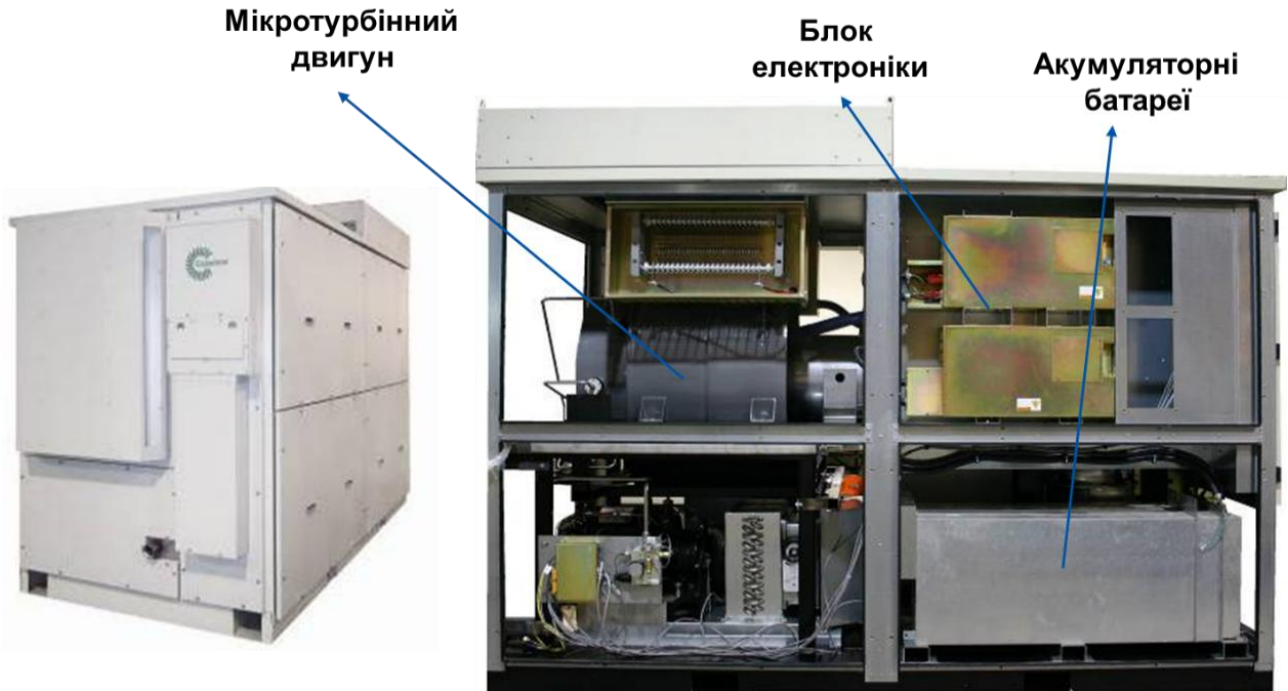 Мікротурбінний
двигун
Блок
електроніки
Акумуляторні
батареї